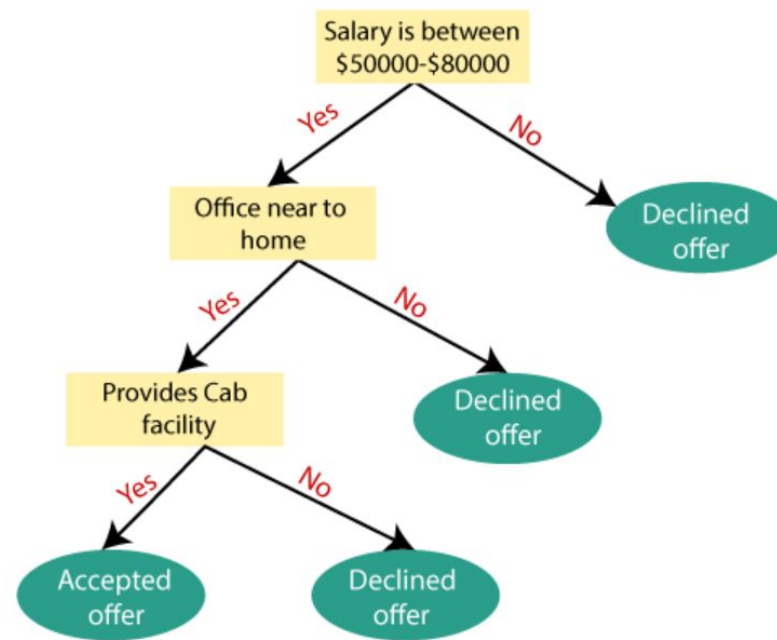 Salary is between
$50000-$80000
Yes
No
Office near to
home
Declined
offer
Yes
No
Provides Cab
facility
Declined
offer
Yes
No
Accepted
offer
Declined
offer